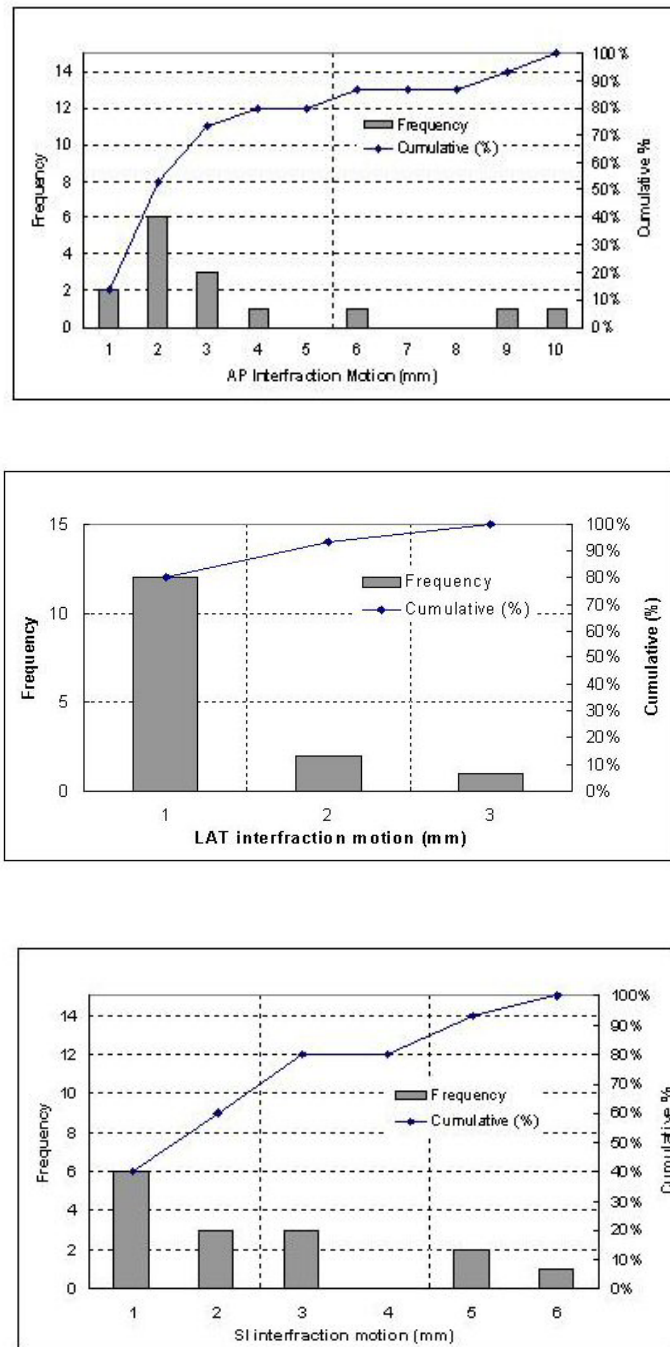 14
12
10
8
6
4
2
0
Frequency
100%
90%
80%
70%
60%
50%
40%
30%
20%
10%
0%
Cumulative %
Frequency
Cumulative (%)
1 2 3 4 5 6 7 8 9 10
AP Interfraction Motion (mm)
15
10
5
0
Frequency
100%
90%
80%
70%
60%
50%
40%
30%
20%
10%
0%
Cumulative (%)
Frequency
Cumulative (%)
1 2 3
LAT interfraction motion (mm)
14
12
10
8
6
4
2
0
Frequency
100%
90%
80%
70%
60%
50%
40%
30%
20%
10%
0%
Cumulative %
Frequency
Cumulative (%)
1 2 3 4 5 6
SI interfraction motion (mm)